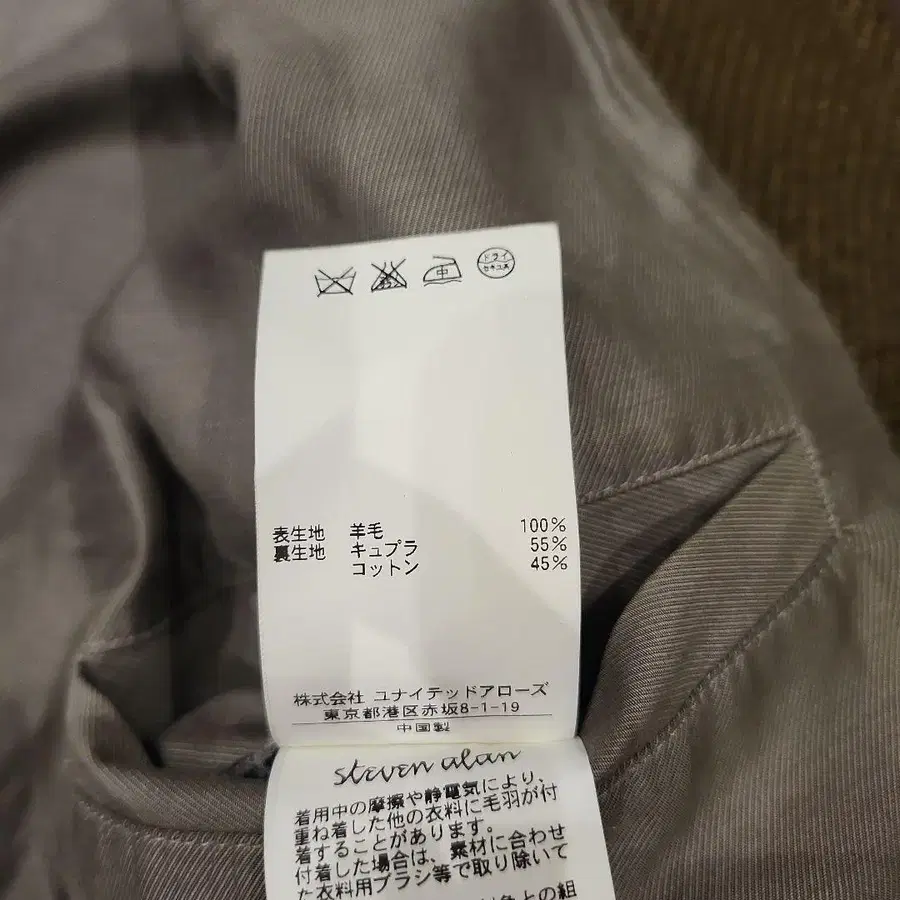 ドライ
セキユ系
中
表生地 羊毛 100%
裏生地 キュプラ 55%
コットン 45%
株式会社 ユナイテッドアローズ
東京都港区赤坂8-1-19
中国製
steven alan
着用中の摩擦や静電気により、
重ね着した他の衣料に毛羽が付
着することがあります。
付着した場合は、素材に合わせ
た衣料用ブラシ等で取り除いて
との組